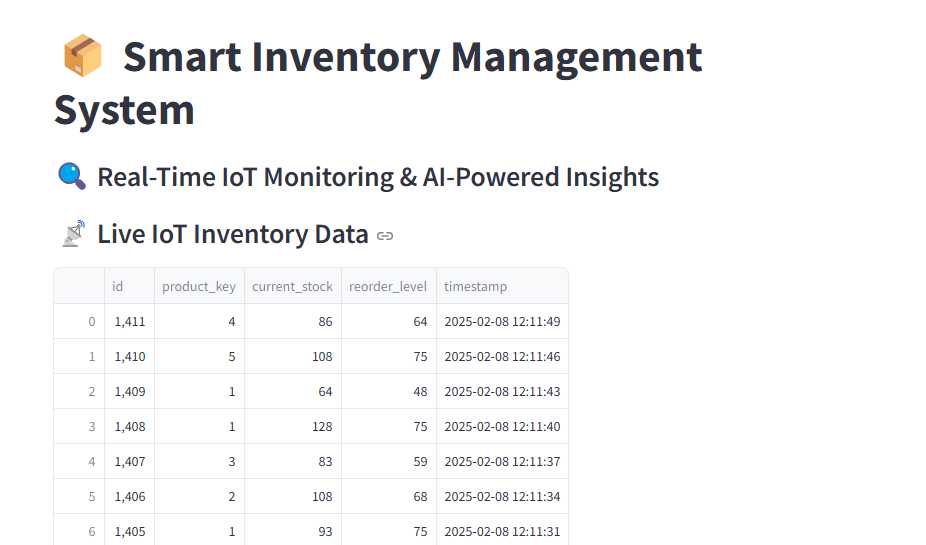 Smart Inventory Management
System
Real-Time IoT Monitoring & AI-Powered Insights
Live IoT Inventory Data
id product_key current_stock reorder_level timestamp
0 1,411 4 86 64 2025-02-08 12:11:49
1 1,410 5 108 75 2025-02-08 12:11:46
2 1,409 1 64 48 2025-02-08 12:11:43
3 1,408 1 128 75 2025-02-08 12:11:40
4 1,407 3 83 59 2025-02-08 12:11:37
5 1,406 2 108 68 2025-02-08 12:11:34
6 1,405 1 93 75 2025-02-08 12:11:31